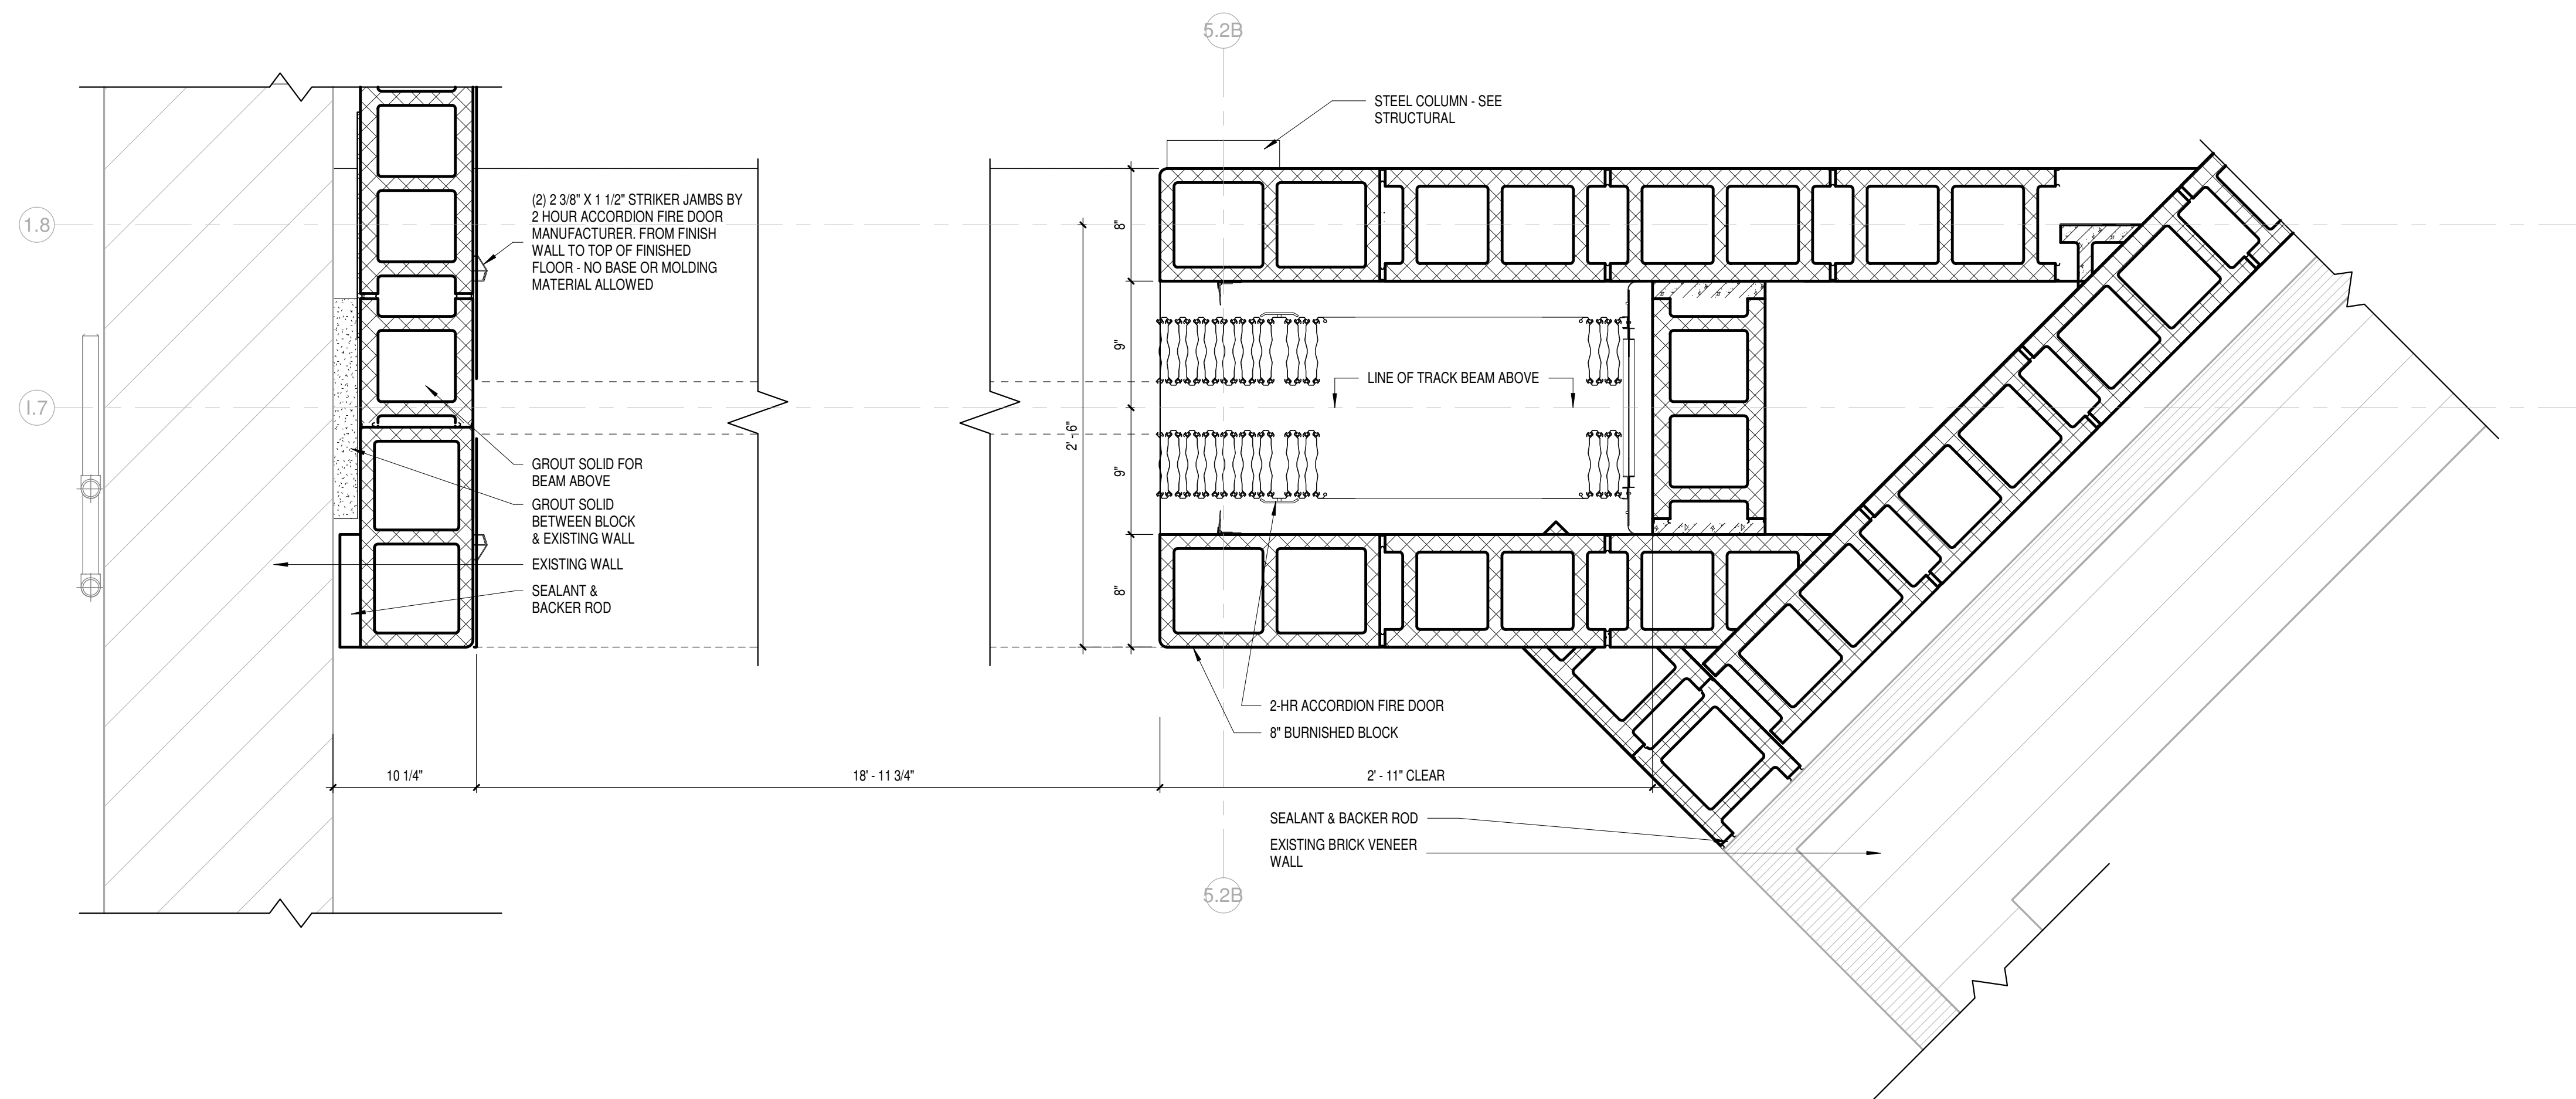 5.2B
STEEL COLUMN - SEE
STRUCTURAL
(2) 2 3/8" X 1 1/2" STRIKER JAMBS BY
2 HOUR ACCORDION FIRE DOOR
MANUFACTURER. FROM FINISH
WALL TO TOP OF FINISHED
FLOOR - NO BASE OR MOLDING
MATERIAL ALLOWED
1.8
8"
9"
LINE OF TRACK BEAM ABOVE
I.7
2' - 6"
9"
GROUT SOLID FOR
BEAM ABOVE
GROUT SOLID
BETWEEN BLOCK
& EXISTING WALL
EXISTING WALL
SEALANT &
BACKER ROD
8"
2-HR ACCORDION FIRE DOOR
8" BURNISHED BLOCK
10 1/4"
18' - 11 3/4"
2' - 11" CLEAR
SEALANT & BACKER ROD
EXISTING BRICK VENEER
WALL
5.2B